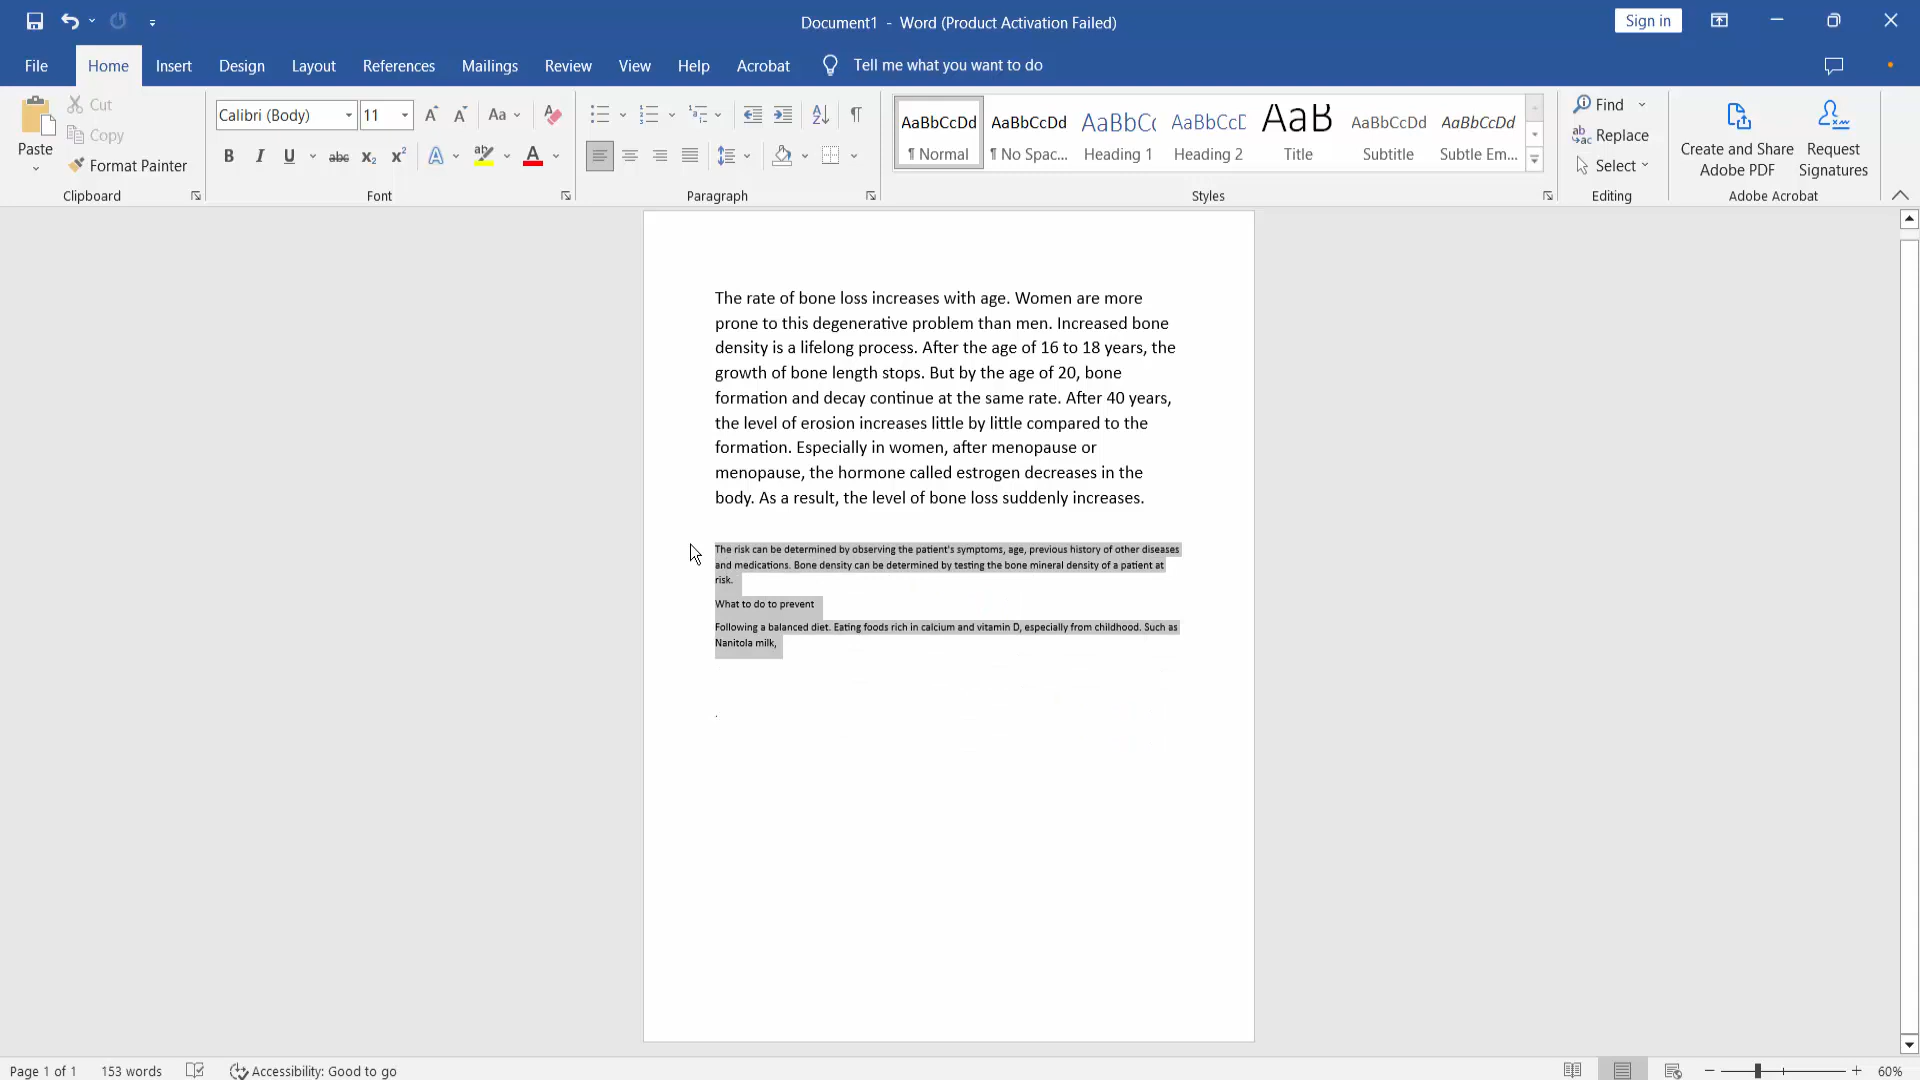 Document1 - Word (Product Activation Failed)
Sign in
File Home Insert Design Layout References Mailings Review View Help Acrobat Tell me what you want to do
Paste
Cut
Copy
Format Painter
Clipboard
Calibri (Body) 11
Font
Paragraph
AaBbCcDd AaBbCcDd AaBbCc AaBbCcD AaB AaBbCcDd AaBbCcDd
¶ Normal ¶ No Spac... Heading 1 Heading 2 Title Subtitle Subtle Em...
Styles
Find
Replace
Select
Editing
Create and Share
Adobe PDF
Request
Signatures
Adobe Acrobat
The rate of bone loss increases with age. Women are more
prone to this degenerative problem than men. Increased bone
density is a lifelong process. After the age of 16 to 18 years, the
growth of bone length stops. But by the age of 20, bone
formation and decay continue at the same rate. After 40 years,
the level of erosion increases little by little compared to the
formation. Especially in women, after menopause or
menopause, the hormone called estrogen decreases in the
body. As a result, the level of bone loss suddenly increases.
The risk can be determined by observing the patient's symptoms, age, previous history of other diseases
and medications. Bone density can be determined by testing the bone mineral density of a patient at
risk.
What to do to prevent
Following a balanced diet. Eating foods rich in calcium and vitamin D, especially from childhood. Such as
Nanitola milk,
.
Page 1 of 1 153 words Accessibility: Good to go 60%